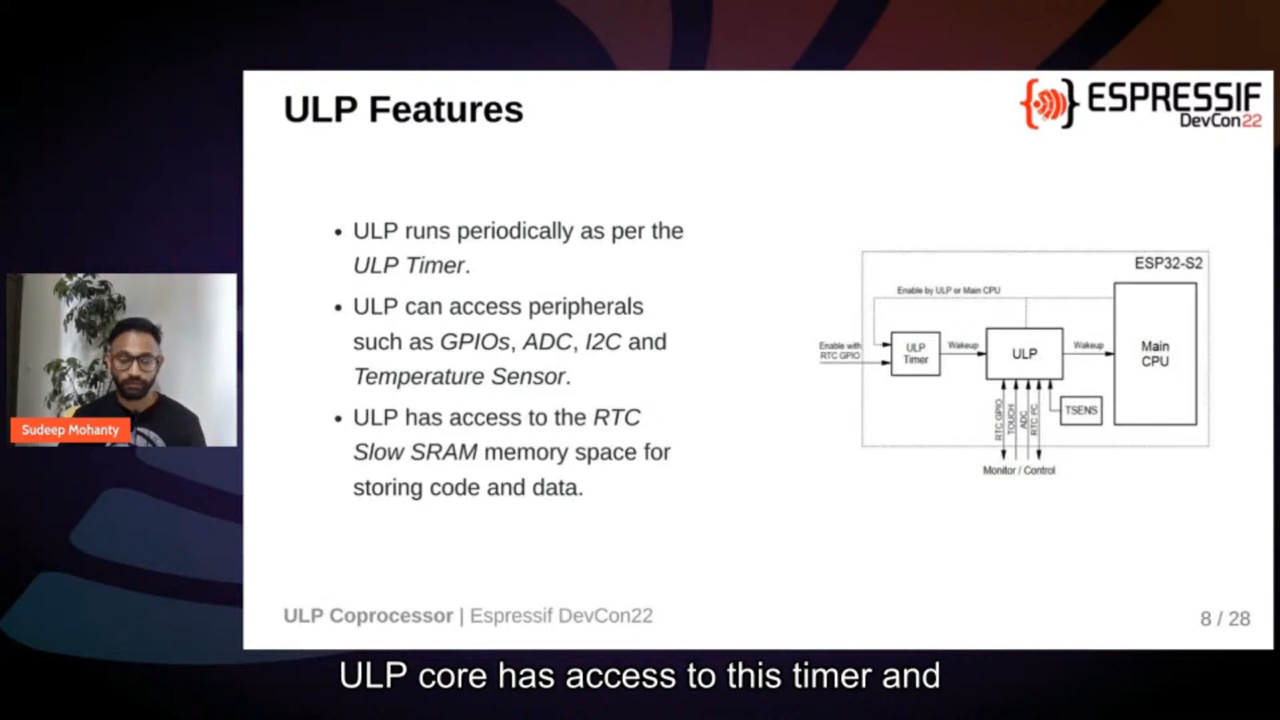 ULP Features
ESPRESSIF
DevCon22
• ULP runs periodically as per the
ULP Timer.
• ULP can access peripherals
such as GPIOs, ADC, I2C and
Temperature Sensor.
• ULP has access to the RTC
Slow SRAM memory space for
storing code and data.
ESP32-S2
Enable by ULP or Main CPU
Enable with
RTC GPIO
ULP
Timer
Wakeup
ULP
Wakeup
Main
CPU
RTC GPIO
TOUCH
ADC
RTC I²C
TSENS
Monitor / Control
Sudeep Mohanty
ULP Coprocessor | Espressif DevCon22
8 / 28
ULP core has access to this timer and